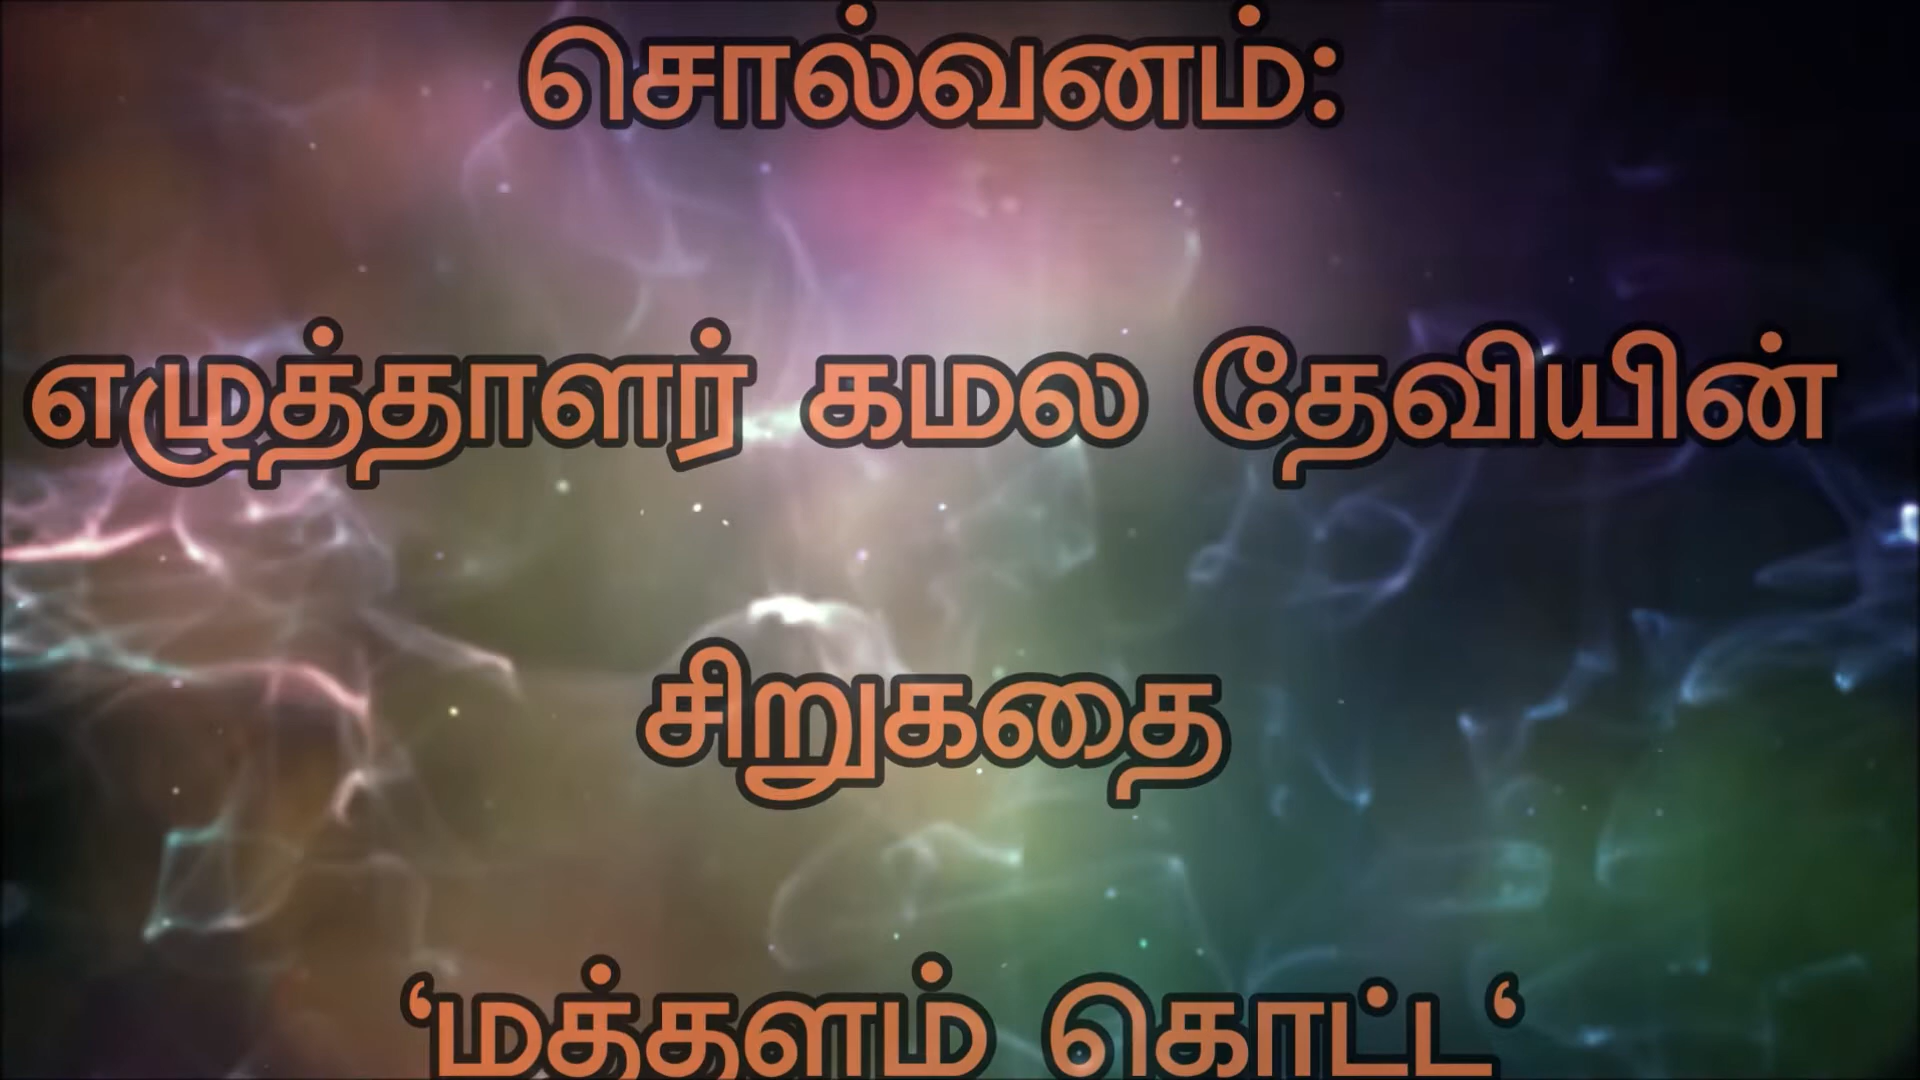 சொல்வனம்:
எழுத்தாளர் கமல தேவியின்
சிறுகதை
‘மத்தளம் கொட்ட‘